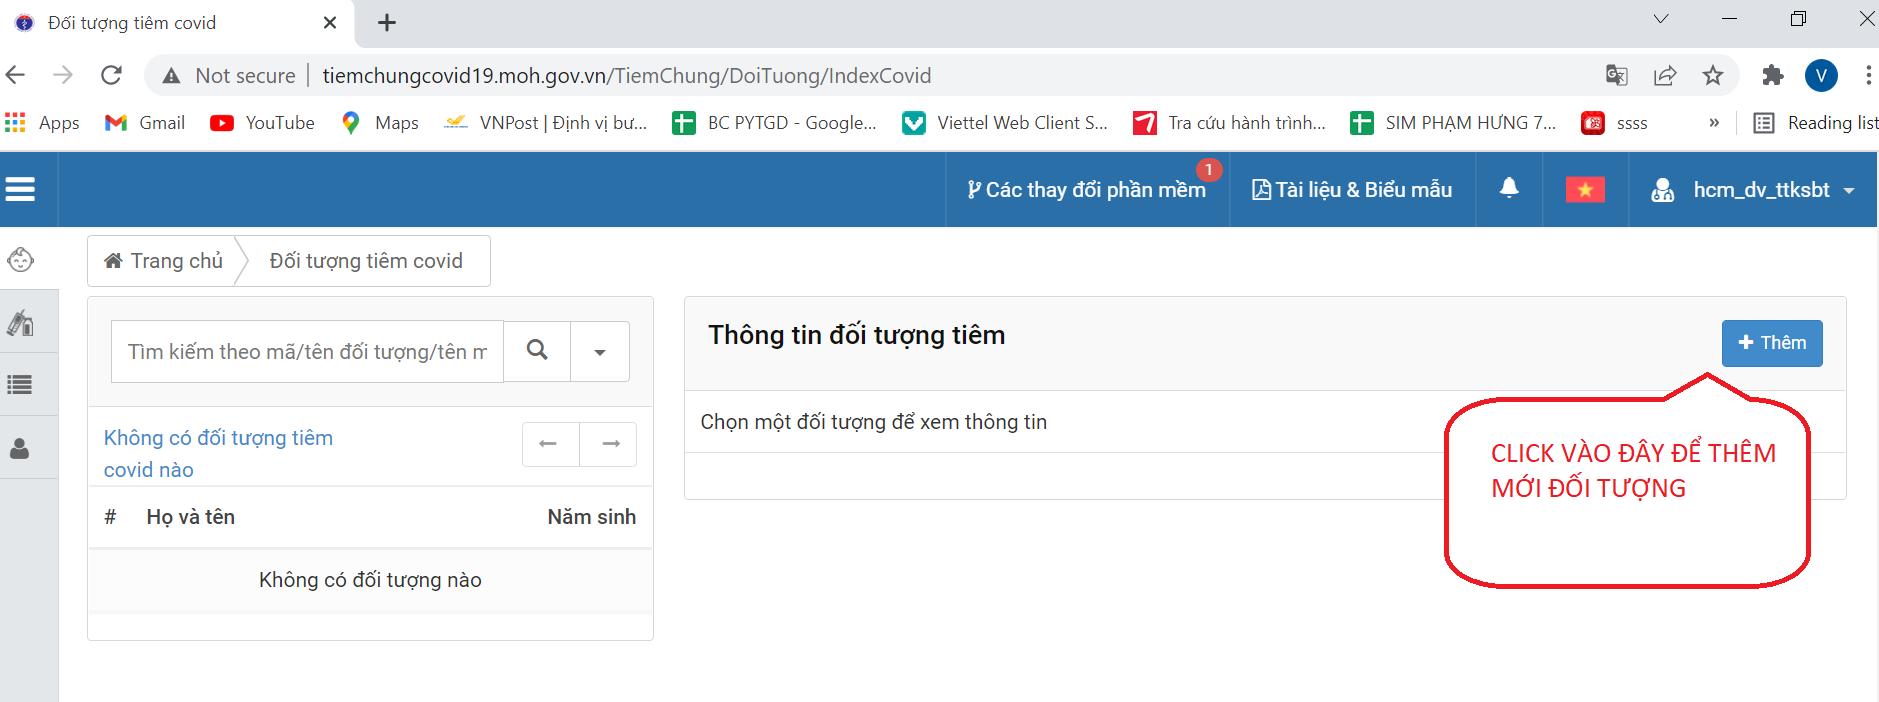 Đối tượng tiêm covid
Not secure | tiemchungcovid19.moh.gov.vn/TiemChung/DoiTuong/IndexCovid
V
Apps Gmail YouTube Maps VNPost | Định vị bư... BC PYTGD - Google... Viettel Web Client S... Tra cứu hành trình... SIM PHẠM HƯNG 7... ssss » Reading list
Các thay đổi phần mềm 1 Tài liệu & Biểu mẫu hcm_dv_ttksbt
Trang chủ Đối tượng tiêm covid
Tìm kiếm theo mã/tên đối tượng/tên m
Không có đối tượng tiêm
covid nào
# Họ và tên Năm sinh
Không có đối tượng nào
Thông tin đối tượng tiêm
Thêm
Chọn một đối tượng để xem thông tin
CLICK VÀO ĐÂY ĐỂ THÊM
MỚI ĐỐI TƯỢNG